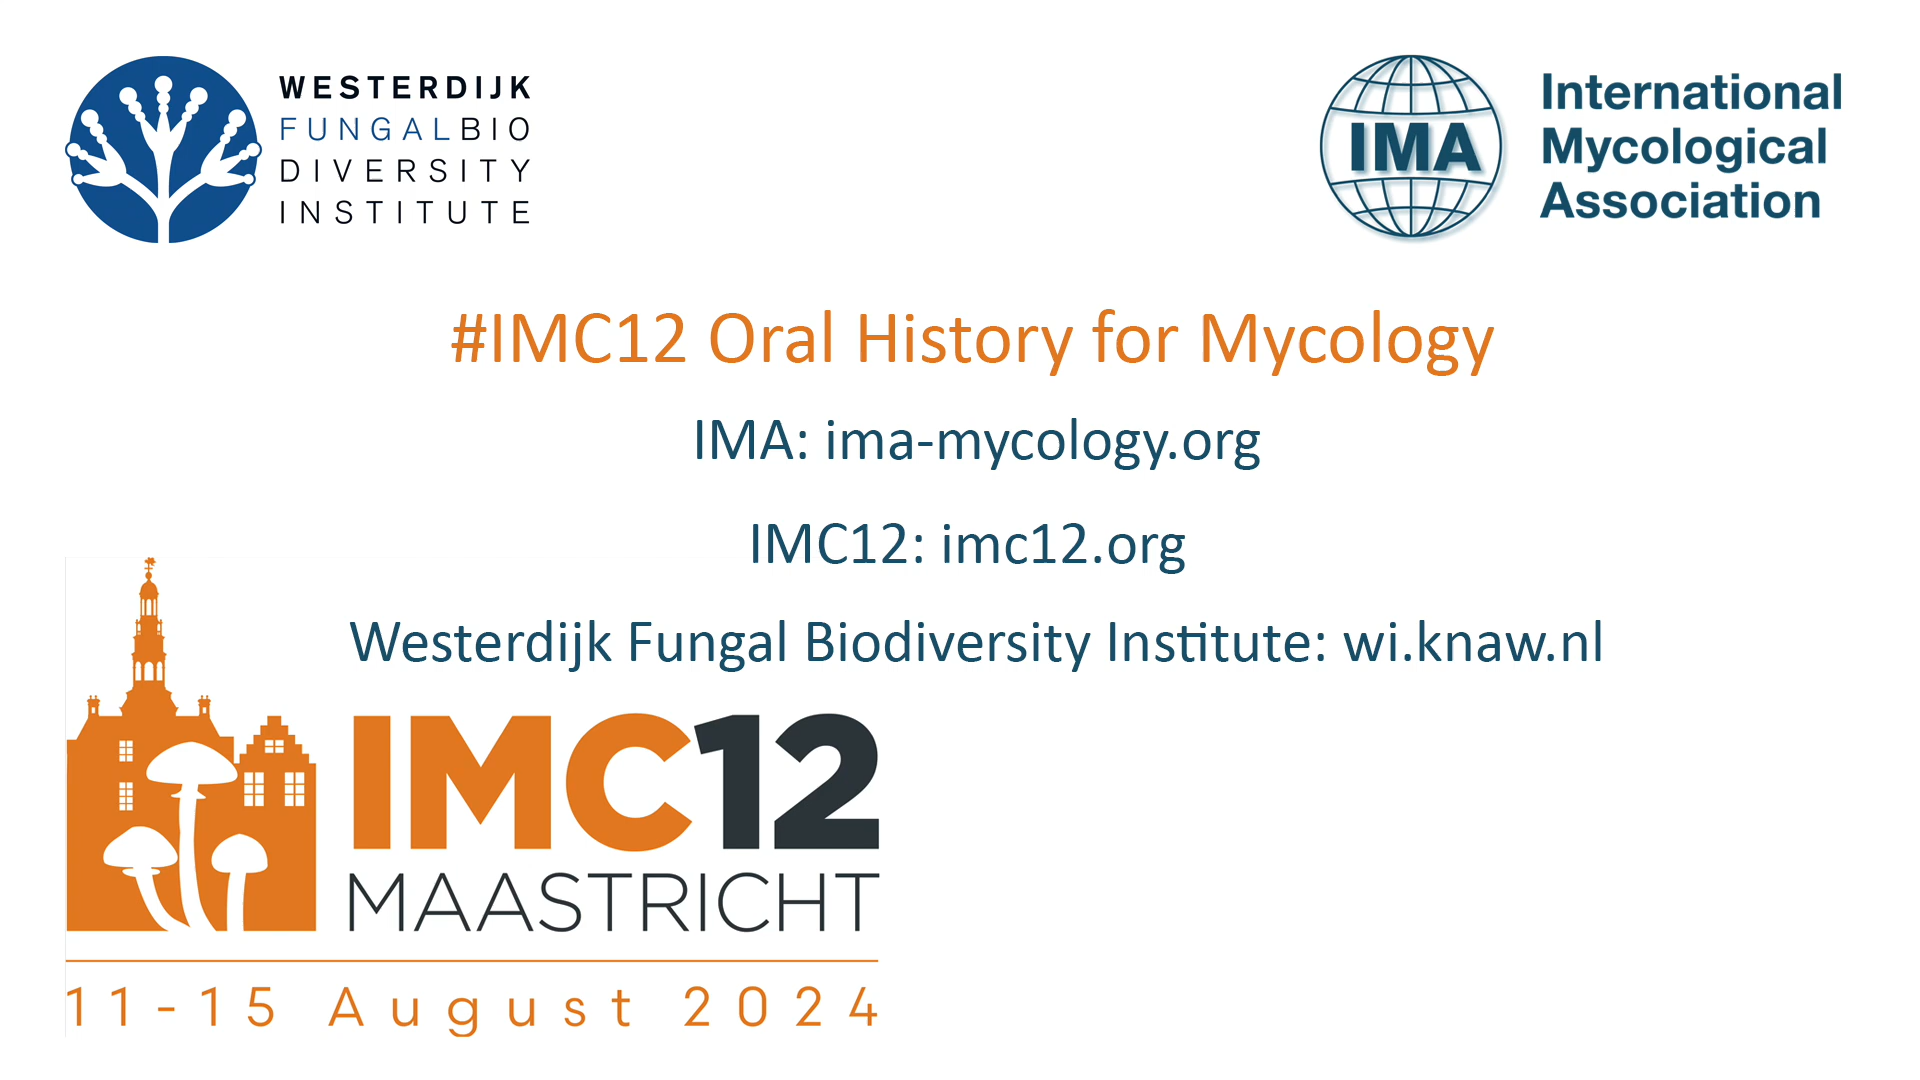 WESTERDIJK
FUNGALBIO
DIVERSITY
INSTITUTE
IMA
International
Mycological
Association
#IMC12 Oral History for Mycology
IMA: ima-mycology.org
IMC12: imc12.org
Westerdijk Fungal Biodiversity Institute: wi.knaw.nl
IMC12
MAASTRICHT
11-15 August 2024